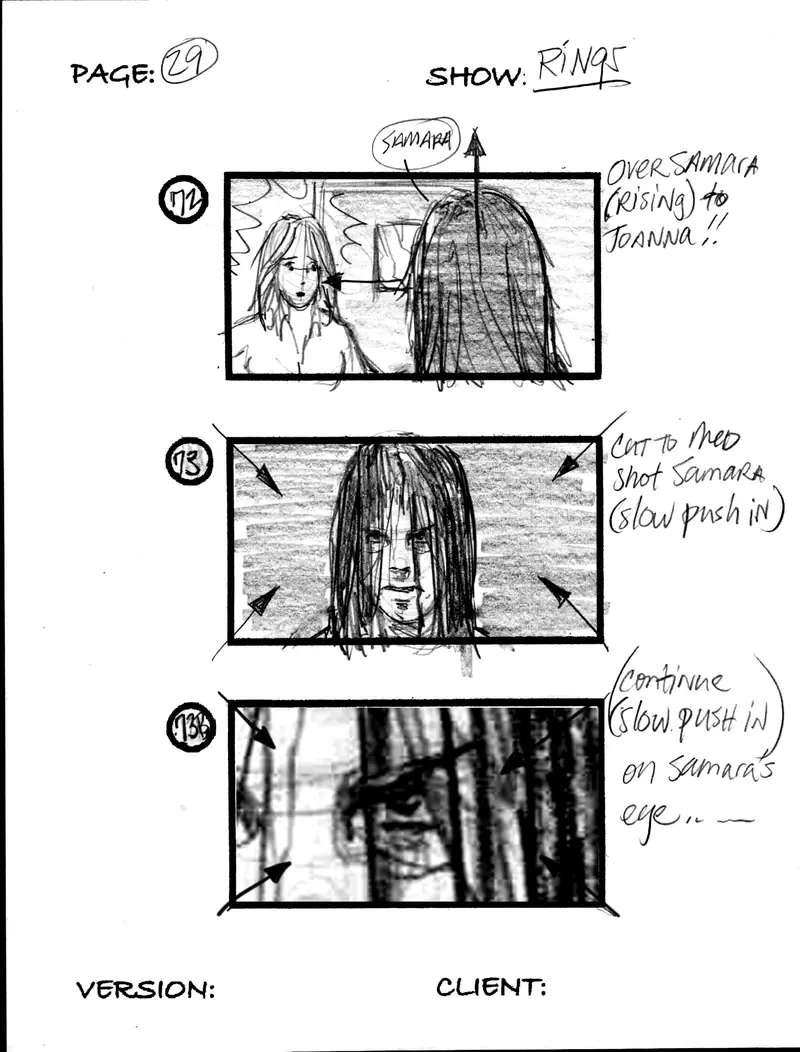 PAGE: 29
SHOW: RiNgS
SAMARA
72
OVER SAMARA
(RiSiNg) to
JOANNA!!
73
CUT TO MED
Shot SAMARA
(Slow push iN)
73B
(continue
(Slow push iN)
on Samara's
eye..—
VERSION:
CLIENT: